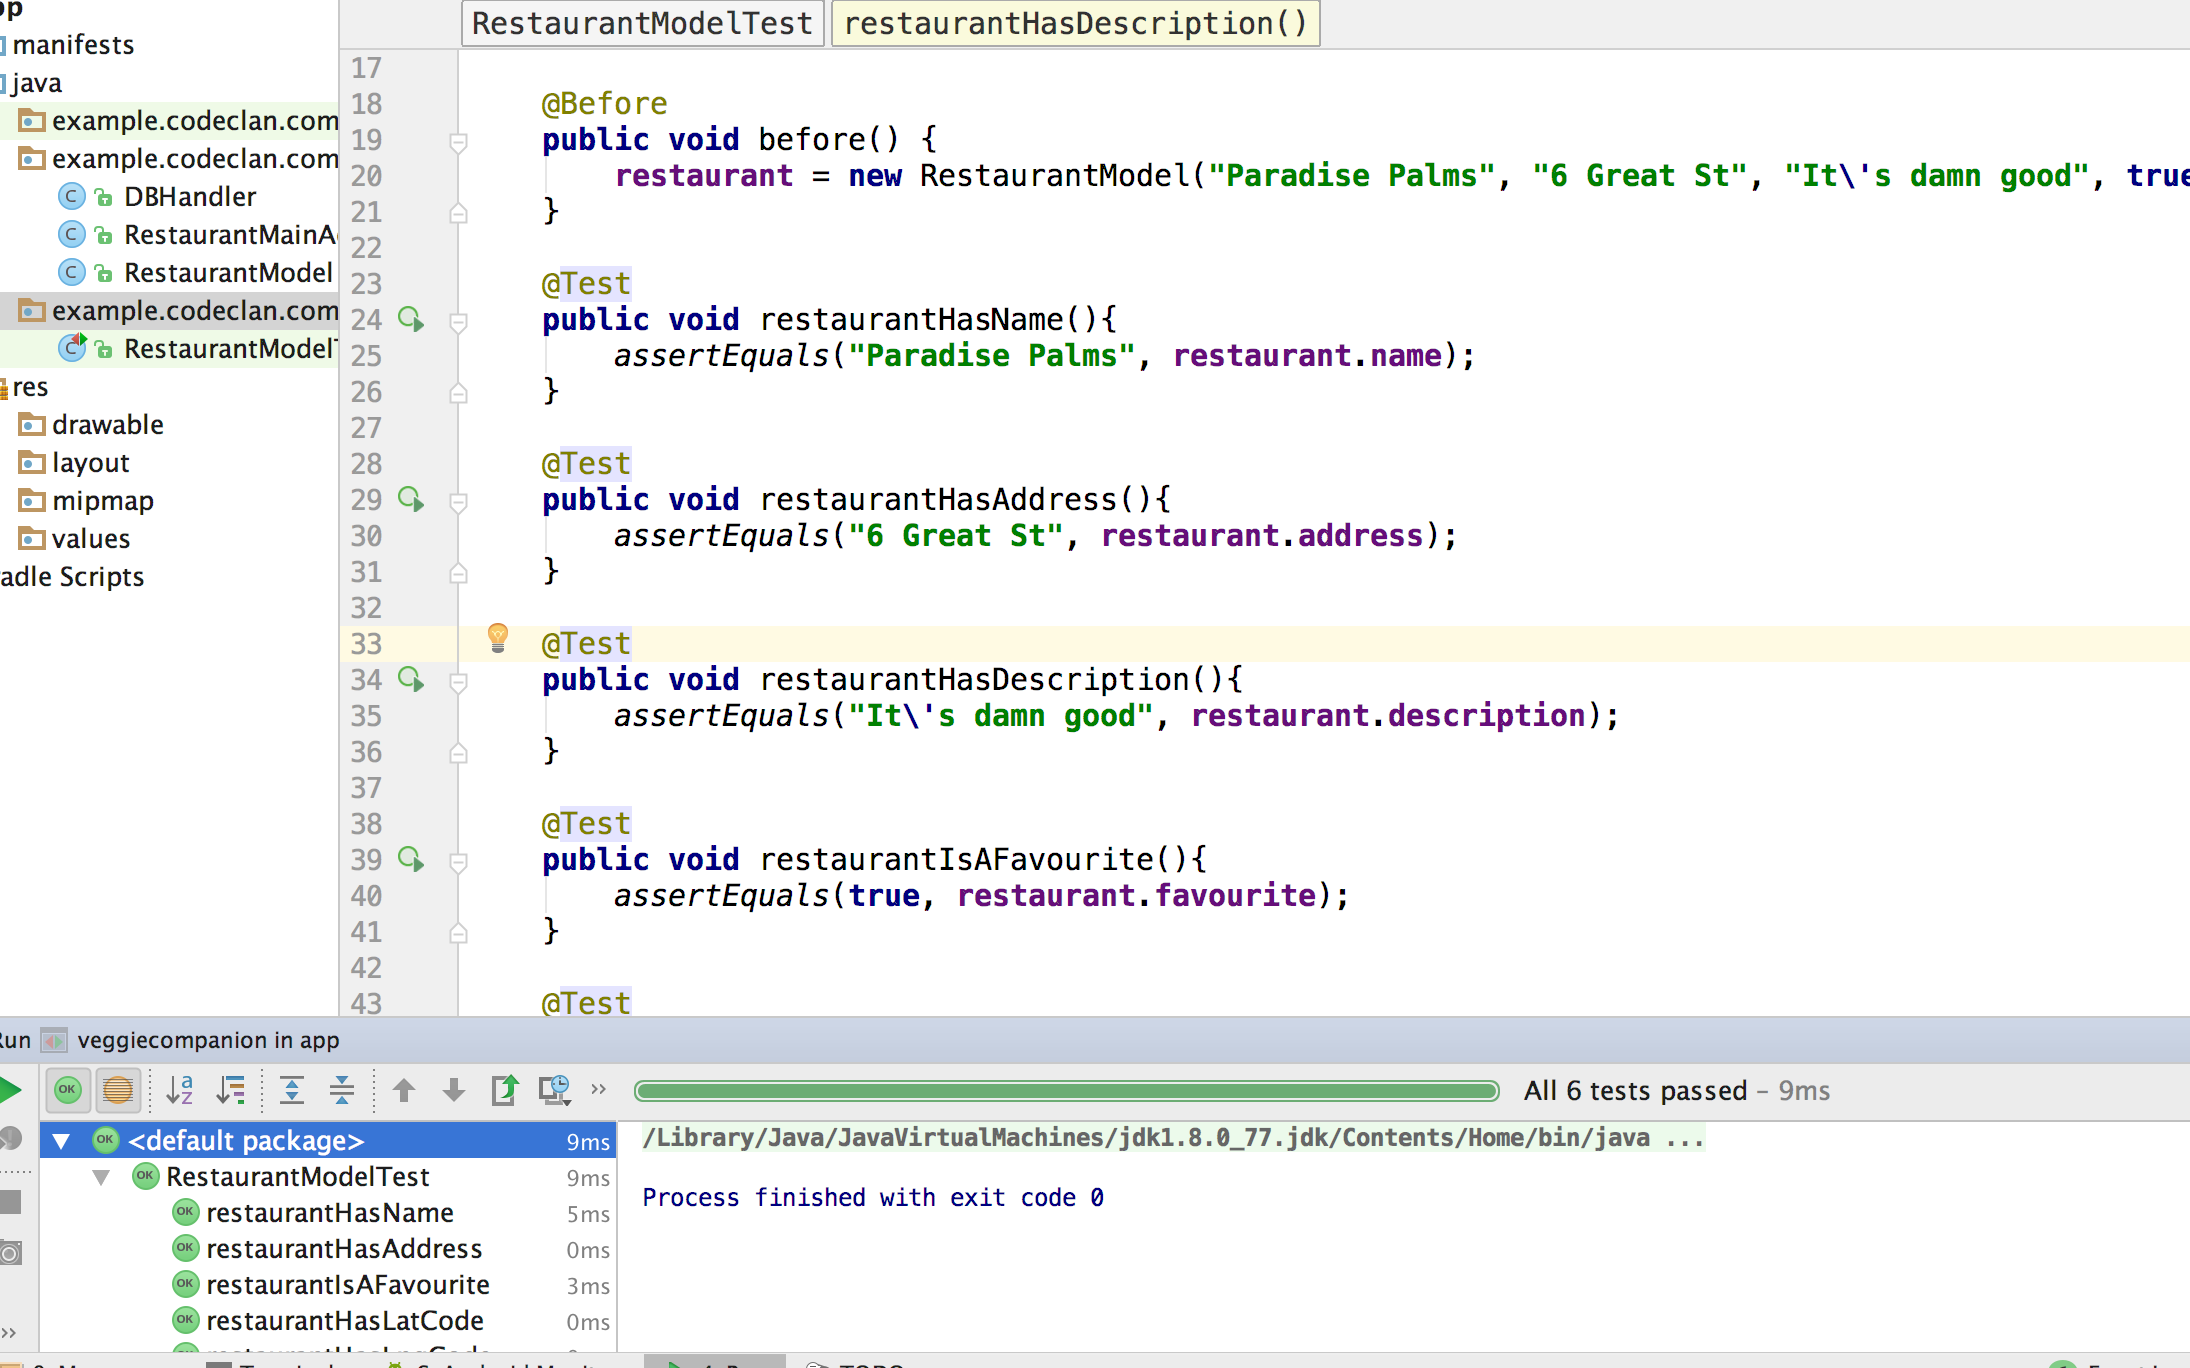 pp
manifests
java
example.codeclan.com
example.codeclan.com
DBHandler
RestaurantMainA
RestaurantModel
example.codeclan.com
RestaurantModelT
res
drawable
layout
mipmap
values
adle Scripts
RestaurantModelTest restaurantHasDescription()
17
18 @Before
19 public void before() {
20 restaurant = new RestaurantModel("Paradise Palms", "6 Great St", "It\'s damn good", true
21 }
22
23 @Test
24 public void restaurantHasName(){
25 assertEquals("Paradise Palms", restaurant.name);
26 }
27
28 @Test
29 public void restaurantHasAddress(){
30 assertEquals("6 Great St", restaurant.address);
31 }
32
33 @Test
34 public void restaurantHasDescription(){
35 assertEquals("It\'s damn good", restaurant.description);
36 }
37
38 @Test
39 public void restaurantIsAFavourite(){
40 assertEquals(true, restaurant.favourite);
41 }
42
43 @Test
Run veggiecompanion in app
All 6 tests passed – 9ms
<default package> 9ms
RestaurantModelTest 9ms
restaurantHasName 5ms
restaurantHasAddress 0ms
restaurantIsAFavourite 3ms
restaurantHasLatCode 0ms
/Library/Java/JavaVirtualMachines/jdk1.8.0_77.jdk/Contents/Home/bin/java ...
Process finished with exit code 0